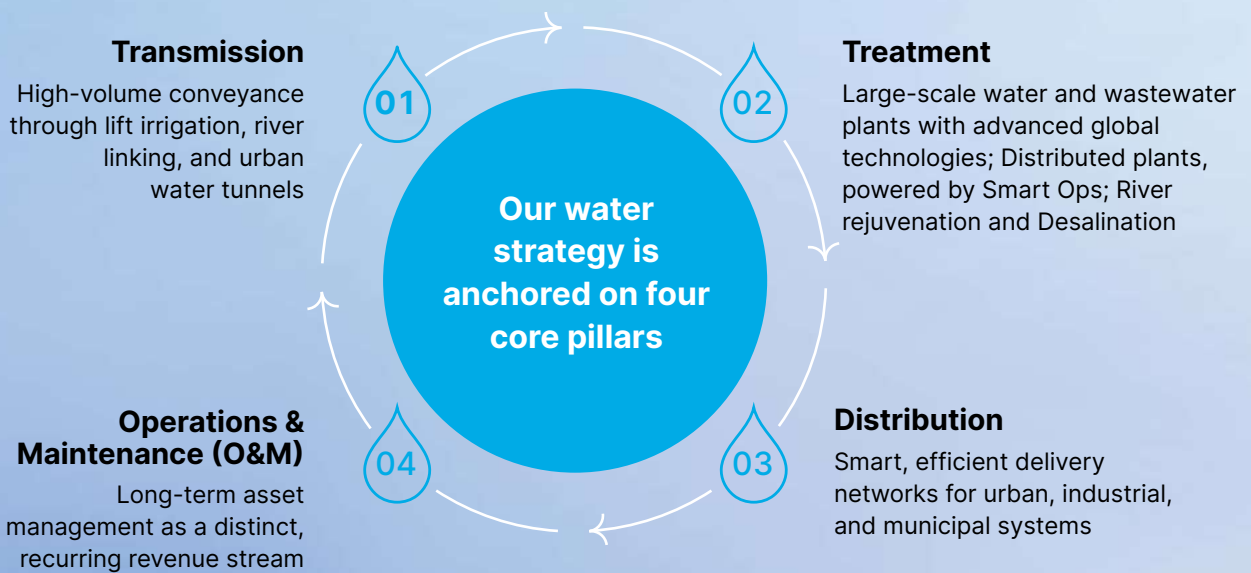 Our water
strategy is
anchored on four
core pillars
01
Transmission
High-volume conveyance
through lift irrigation, river
linking, and urban
water tunnels
02
Treatment
Large-scale water and wastewater
plants with advanced global
technologies; Distributed plants,
powered by Smart Ops; River
rejuvenation and Desalination
03
Distribution
Smart, efficient delivery
networks for urban, industrial,
and municipal systems
04
Operations &
Maintenance (O&M)
Long-term asset
management as a distinct,
recurring revenue stream